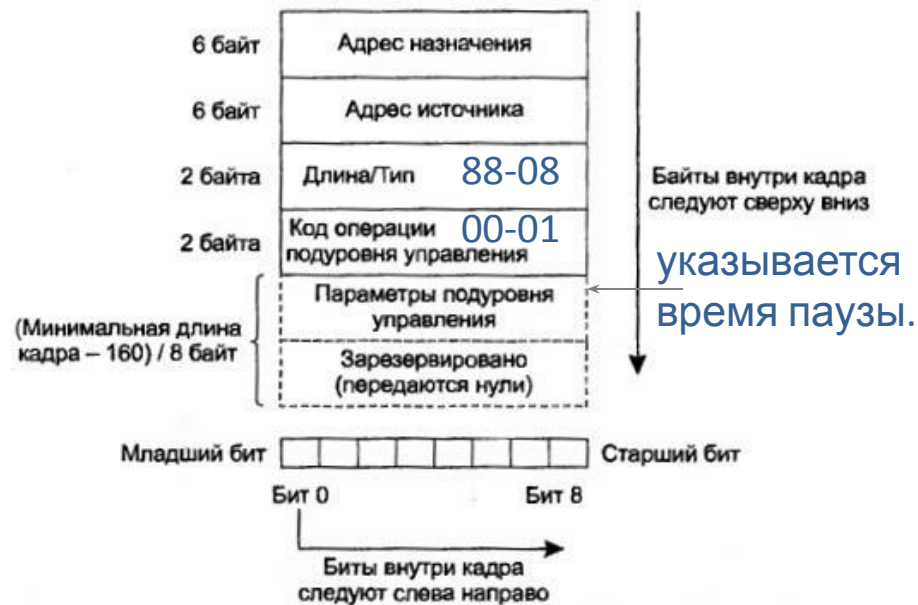 6 байт
Адрес назначения
6 байт
Адрес источника
2 байта
Длина/Тип 88-08
2 байта
Код операции 00-01
подуровня управления
Байты внутри кадра
следуют сверху вниз
указывается
время паузы.
(Минимальная длина
кадра – 160) / 8 байт
Параметры подуровня
управления
Зарезервировано
(передаются нули)
Младший бит
Старший бит
Бит 0
Бит 8
Биты внутри кадра
следуют слева направо